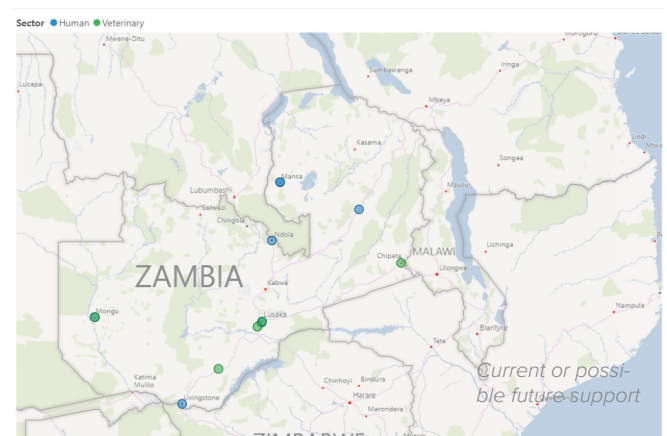 Sector Human Veterinary
Mwene-Ditu
Iringa
Sumbawanga
Lucapa
Mbeya
Lindi
Kasama
Songea
Mansa
Mzuzu
Lubumbashi
Solwezi
Chingola
Ndola
Lichinga
Chipata
MALAWI
Lilongwe
ZAMBIA
Kabwe
Nampula
Mongu
Lusaka
Blantyre
Tete
Current or possi-
ble future support
Katima
Mulilo
Chinhoyi
Bindura
Livingstone
Harare
Marondera
ZIMBABWE